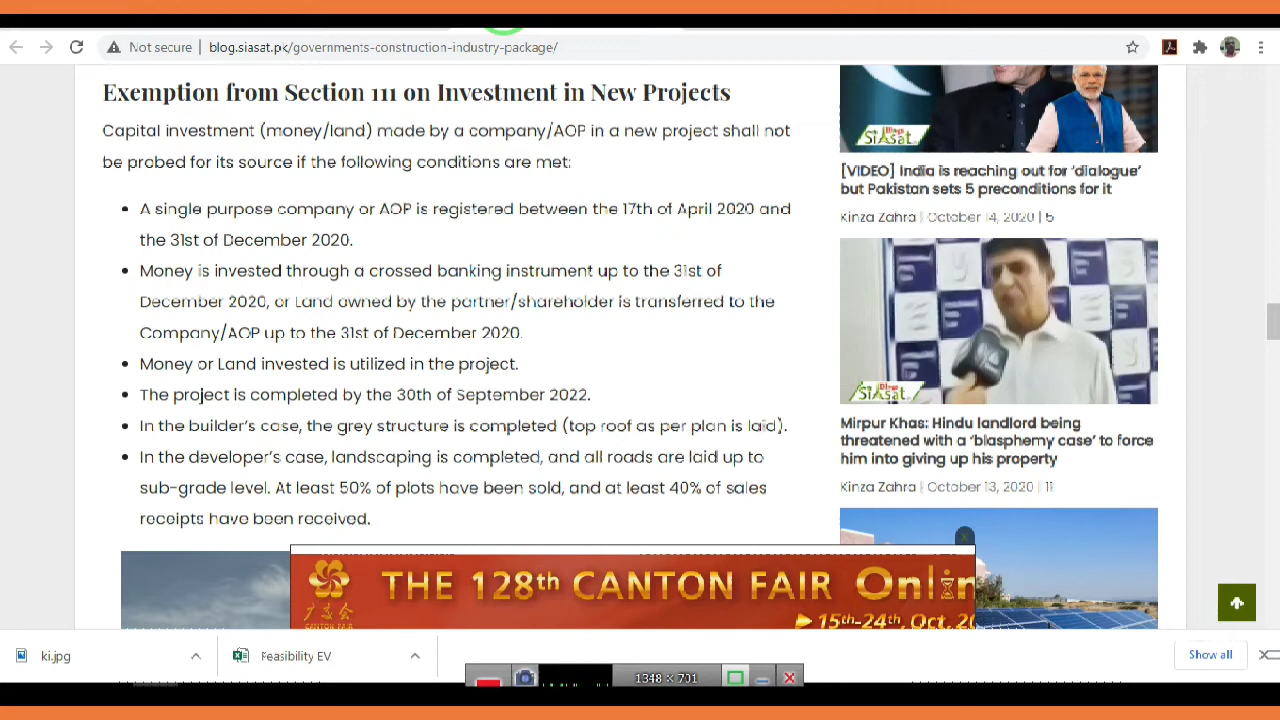 Not secure | blog.siasat.pk/governments-construction-industry-package/
Exemption from Section 111 on Investment in New Projects
Capital investment (money/land) made by a company/AOP in a new project shall not
be probed for its source if the following conditions are met:
• A single purpose company or AOP is registered between the 17th of April 2020 and
the 31st of December 2020.
• Money is invested through a crossed banking instrument up to the 31st of
December 2020, or Land owned by the partner/shareholder is transferred to the
Company/AOP up to the 31st of December 2020.
• Money or Land invested is utilized in the project.
• The project is completed by the 30th of September 2022.
• In the builder's case, the grey structure is completed (top roof as per plan is laid).
• In the developer's case, landscaping is completed, and all roads are laid up to
sub-grade level. At least 50% of plots have been sold, and at least 40% of sales
receipts have been received.
Blogs
SiAsat
[VIDEO] India is reaching out for 'dialogue'
but Pakistan sets 5 preconditions for it
Kinza Zahra | October 14, 2020 | 5
Blogs
SiAsat
Mirpur Khas: Hindu landlord being
threatened with a 'blasphemy case' to force
him into giving up his property
Kinza Zahra | October 13, 2020 | 11
广交会
CANTON FAIR
THE 128th CANTON FAIR Onlin
15th-24th, Oct, 20
ki.jpg
Feasibility EV
Show all
1348 × 701